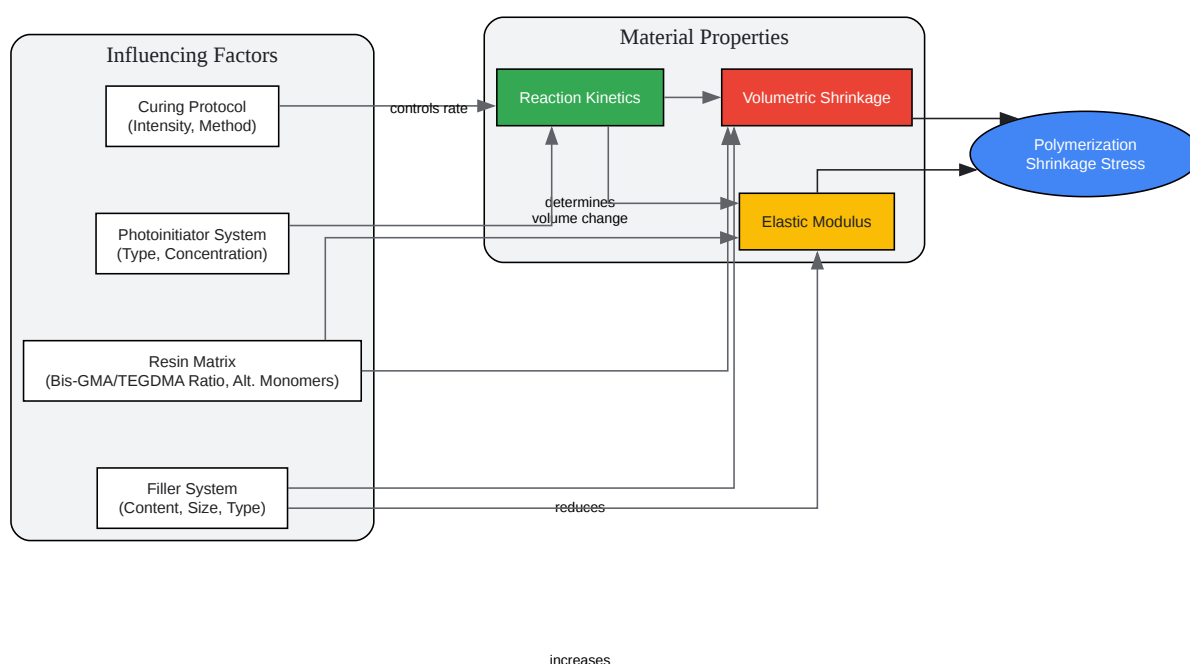 Influencing Factors
Curing Protocol
(Intensity, Method)
Photoinitiator System
(Type, Concentration)
Resin Matrix
(Bis-GMA/TEGDMA Ratio, Alt. Monomers)
Filler System
(Content, Size, Type)
controls rate
determines
volume change
reduces
increases
Material Properties
Reaction Kinetics
Volumetric Shrinkage
Elastic Modulus
Polymerization
Shrinkage Stress